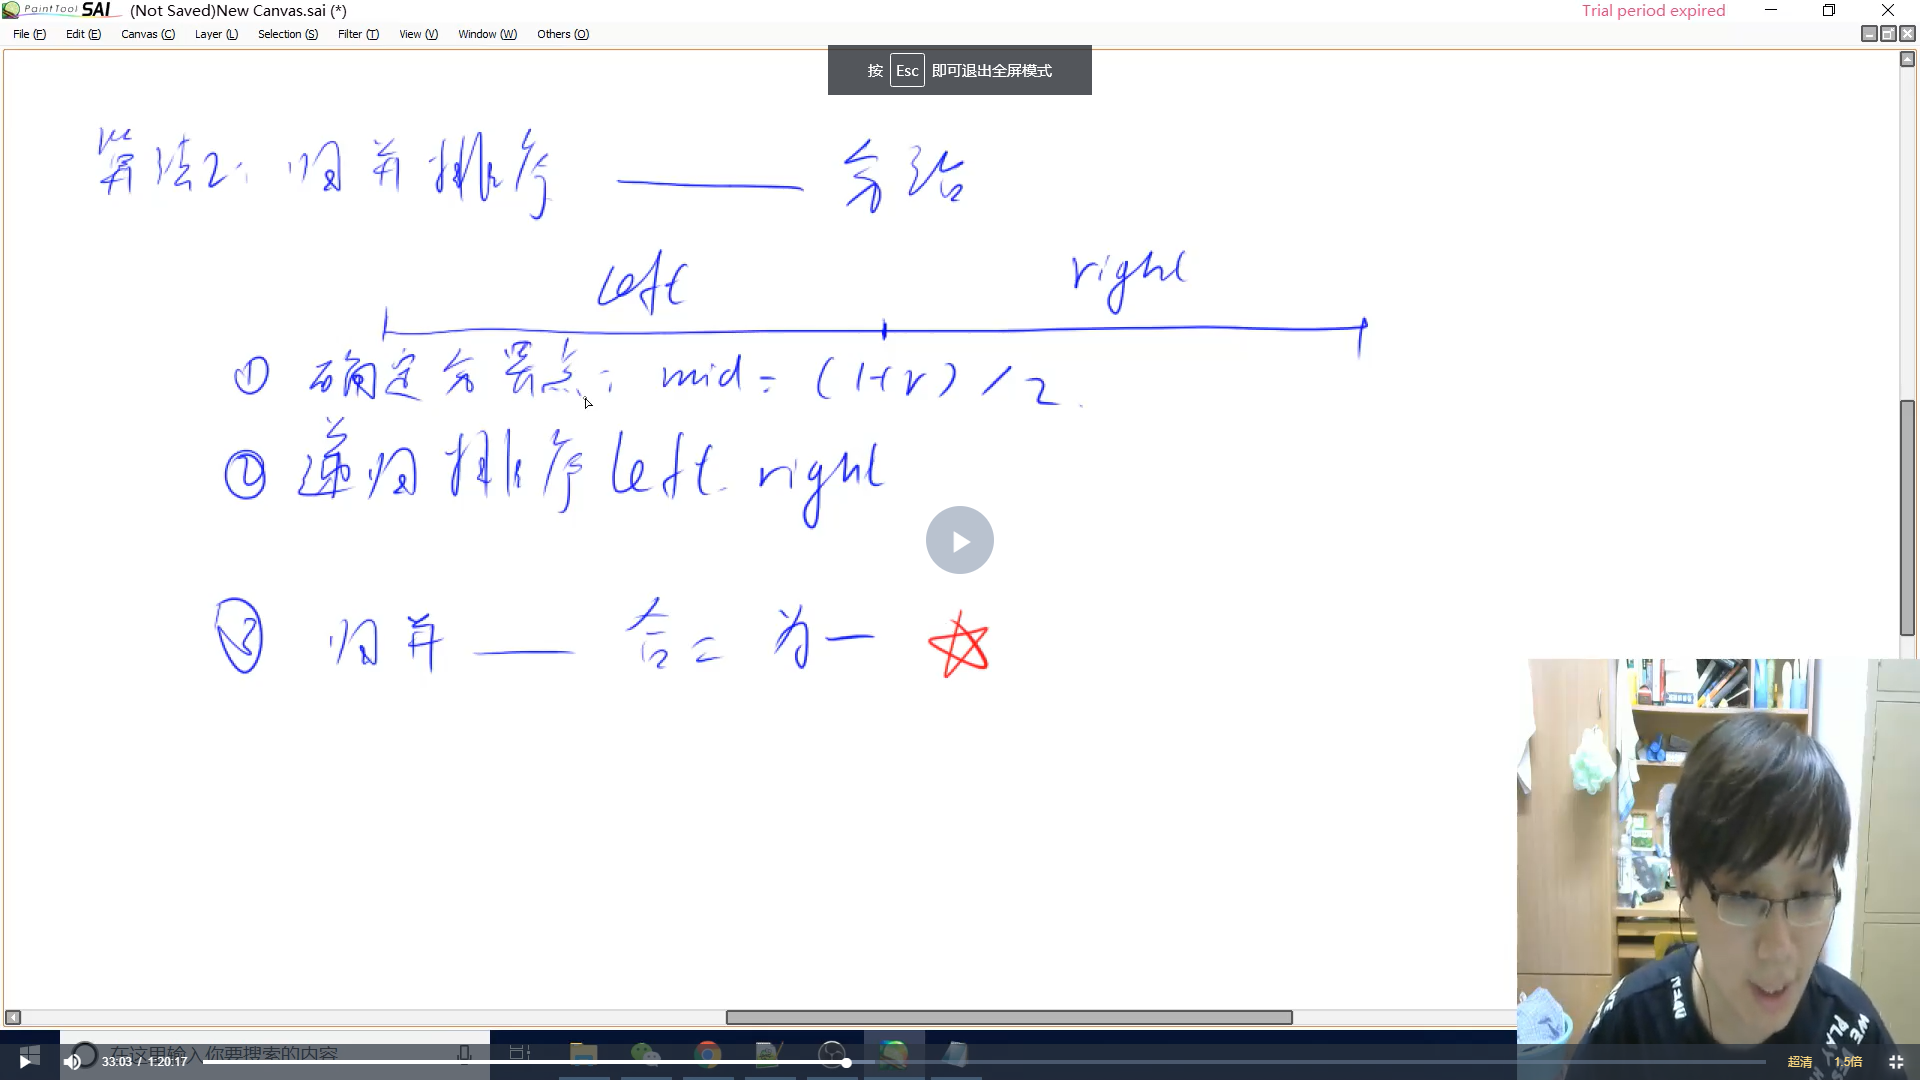 PaintTool SAI (Not Saved)New Canvas.sai (*) Trial period expired
File (F) Edit (E) Canvas (C) Layer (L) Selection (S) Filter (T) View (V) Window (W) Others (O)
按 Esc 即可退出全屏模式
算法2: 归并排序 —— 分治
left right
① 确定分界点: mid = (l+r) / 2.
② 递归排序 left. right
③ 归并 —— 合二为一 ☆
在这里输入你要搜索的内容
33:03 / 1:20:17 超清 1.5倍